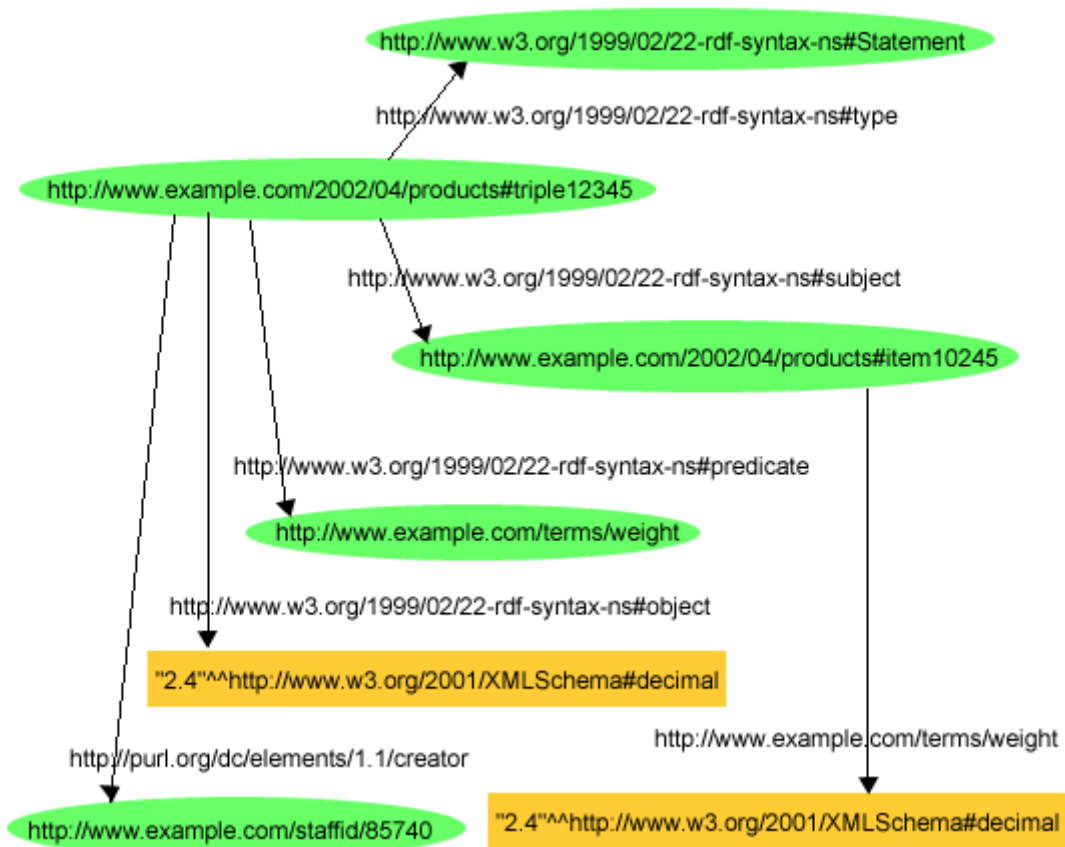 http://www.w3.org/1999/02/22-rdf-syntax-ns#Statement
http://www.w3.org/1999/02/22-rdf-syntax-ns#type
http://www.example.com/2002/04/products#triple12345
http://www.w3.org/1999/02/22-rdf-syntax-ns#subject
http://www.example.com/2002/04/products#item10245
http://www.w3.org/1999/02/22-rdf-syntax-ns#predicate
http://www.example.com/terms/weight
http://www.w3.org/1999/02/22-rdf-syntax-ns#object
"2.4"^^http://www.w3.org/2001/XMLSchema#decimal
http://www.example.com/terms/weight
http://purl.org/dc/elements/1.1/creator
http://www.example.com/staffid/85740
"2.4"^^http://www.w3.org/2001/XMLSchema#decimal